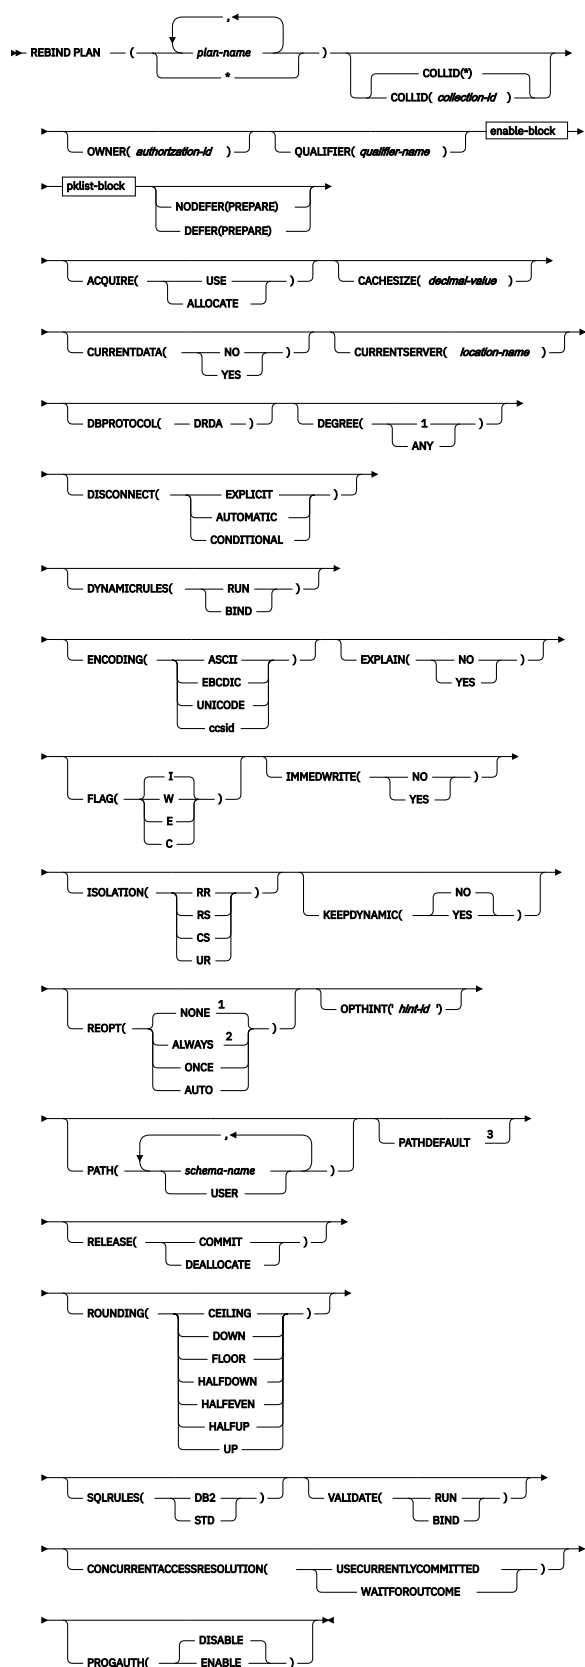 ,
REBIND PLAN ( plan-name )
*
COLLID(*)
COLLID( collection-id )
OWNER( authorization-id ) QUALIFIER( qualifier-name ) enable-block
pklist-block
NODEFER(PREPARE)
DEFER(PREPARE)
ACQUIRE( USE ) CACHESIZE( decimal-value )
ALLOCATE
CURRENTDATA( NO ) CURRENTSERVER( location-name )
YES
DBPROTOCOL( DRDA ) DEGREE( 1 )
ANY
DISCONNECT( EXPLICIT )
AUTOMATIC
CONDITIONAL
DYNAMICRULES( RUN )
BIND
ENCODING( ASCII ) EXPLAIN( NO )
EBCDIC YES
UNICODE
ccsid
I
FLAG( W ) IMMEDWRITE( NO )
E YES
C
ISOLATION( RR ) NO
RS KEEPDYNAMIC( YES )
CS
UR
NONE 1
REOPT( ALWAYS 2 ) OPTHINT(' hint-id ')
ONCE
AUTO
,
PATH( schema-name ) PATHDEFAULT 3
USER
RELEASE( COMMIT )
DEALLOCATE
ROUNDING( CEILING )
DOWN
FLOOR
HALFDOWN
HALFEVEN
HALFUP
UP
SQLRULES( DB2 ) VALIDATE( RUN )
STD BIND
CONCURRENTACCESSRESOLUTION( USECURRENTLYCOMMITTED )
WAITFOROUTCOME
DISABLE
PROGAUTH( ENABLE )